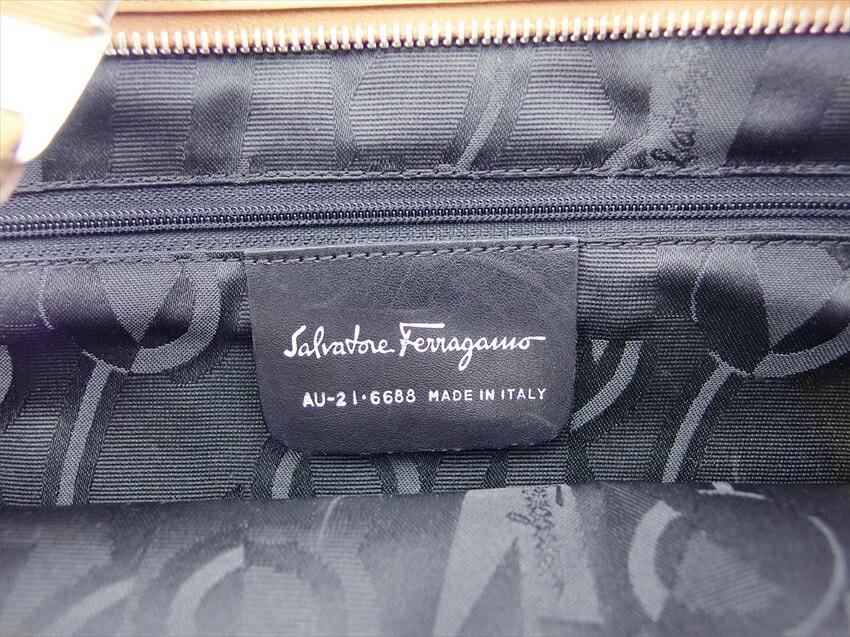 Salvatore Ferragamo
AU-21·6688 MADE IN ITALY